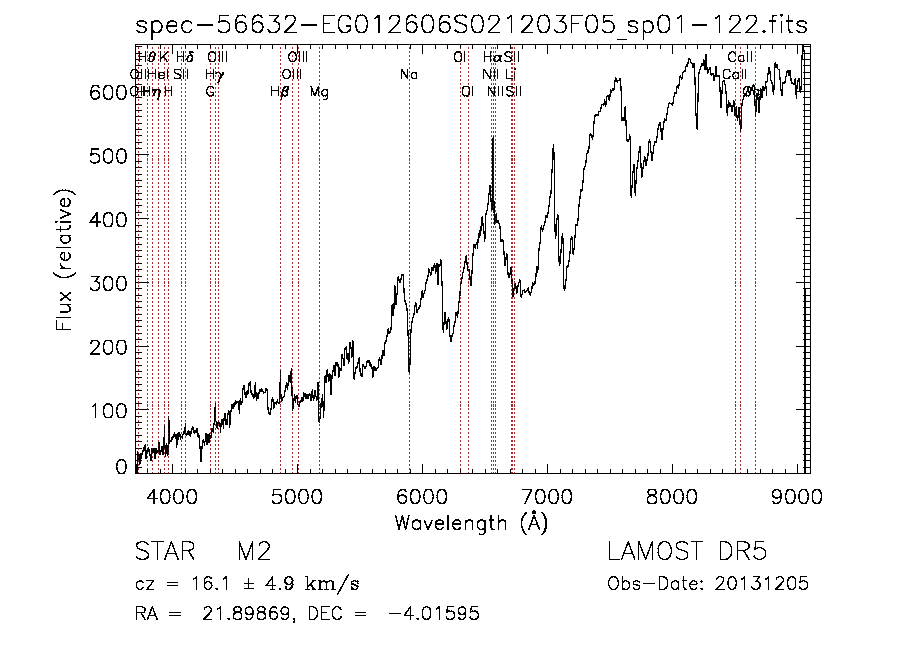 spec-56632-EG012606S021203F05_sp01-122.fits
Hθ K Hδ OIII OIII OI Hα SII CaII
OII HeI SII Hγ OIII Na NII Li CaII
Hη H G Hβ Mg OI NII SII
600
500
400
300
200
100
0
Flux (relative)
4000 5000 6000 7000 8000 9000
Wavelength (Å)
STAR M2 LAMOST DR5
cz = 16.1 ± 4.9 km/s Obs-Date: 20131205
RA = 21.89869, DEC = -4.01595